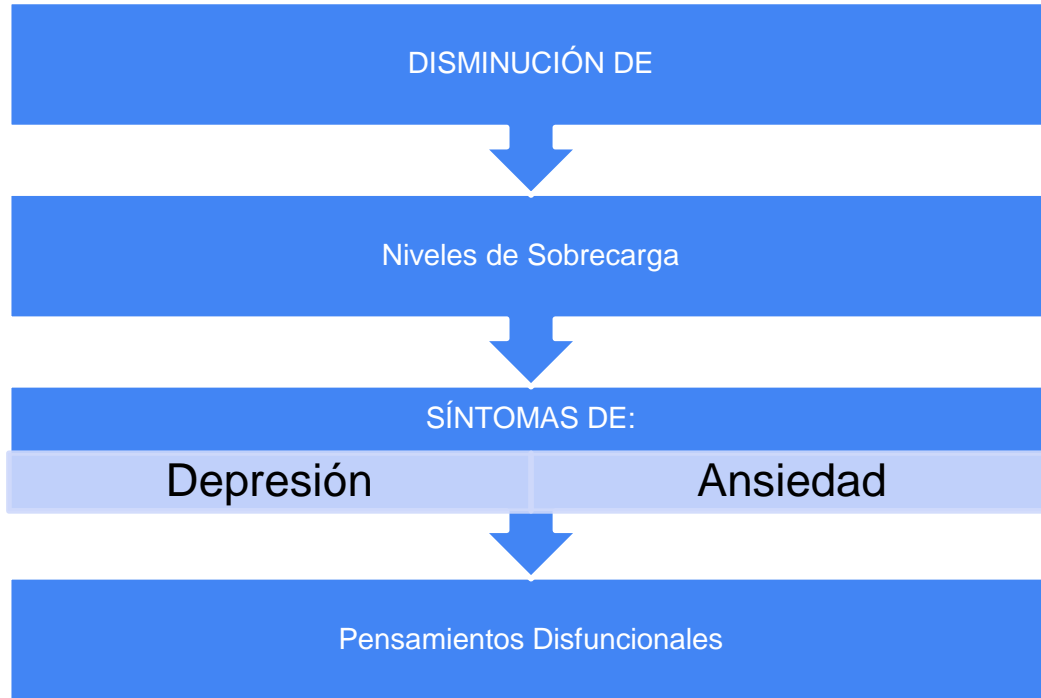 DISMINUCIÓN DE
Niveles de Sobrecarga
SÍNTOMAS DE:
Depresión
Ansiedad
Pensamientos Disfuncionales